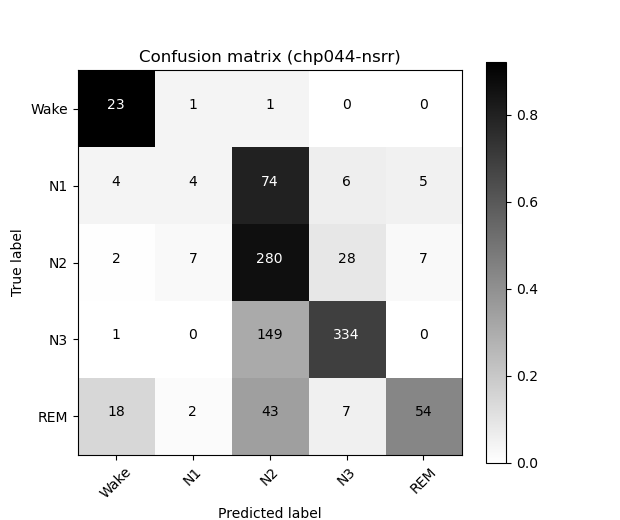 Confusion matrix (chp044-nsrr)
Wake 23 1 1 0 0
N1 4 4 74 6 5
N2 2 7 280 28 7
N3 1 0 149 334 0
REM 18 2 43 7 54
Wake N1 N2 N3 REM
Predicted label
True label
0.8
0.6
0.4
0.2
0.0